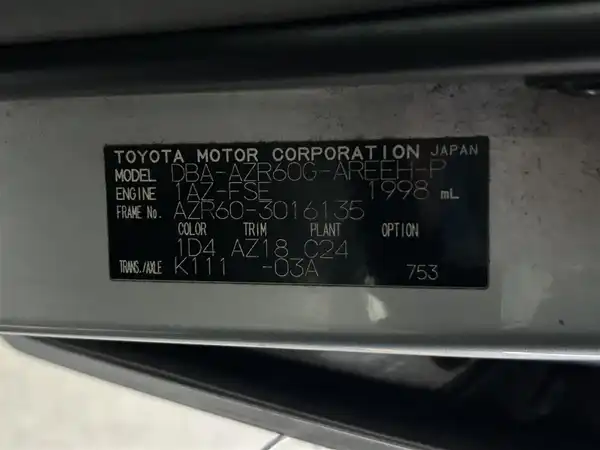 TOYOTA MOTOR CORPORATION JAPAN
MODEL DBA-AZR60G-AREEH-P
ENGINE 1AZ-FSE 1998 mL
FRAME No. AZR60-3016135
COLOR TRIM PLANT OPTION
1D4 AZ18 C24
TRANS./AXLE K111 -03A 753